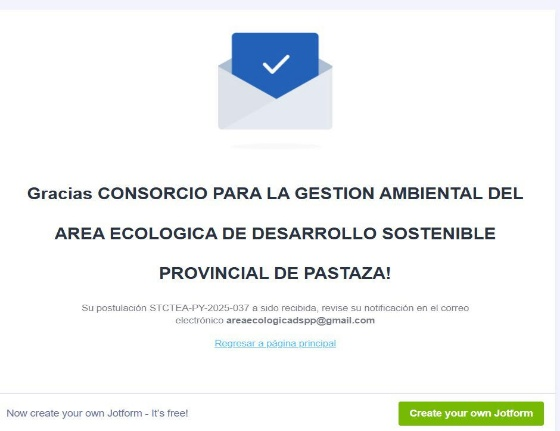 Gracias CONSORCIO PARA LA GESTION AMBIENTAL DEL
AREA ECOLOGICA DE DESARROLLO SOSTENIBLE
PROVINCIAL DE PASTAZA!
Su postulación STCTEA-PY-2025-037 a sido recibida, revise su notificación en el correo
electrónico areaecologicadspp@gmail.com
Regresar a página principal
Now create your own Jotform - It's free!
Create your own Jotform